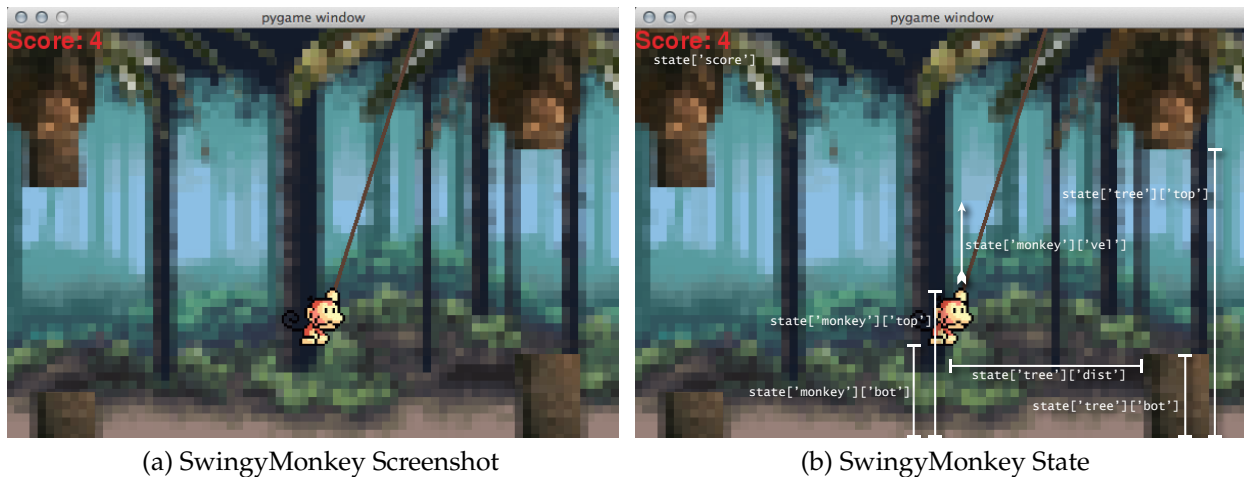 pygame window
Score: 4
pygame window
Score: 4
state['score']
state['tree']['top']
state['monkey']['vel']
state['monkey']['top']
state['tree']['dist']
state['monkey']['bot']
state['tree']['bot']
(a) SwingyMonkey Screenshot
(b) SwingyMonkey State